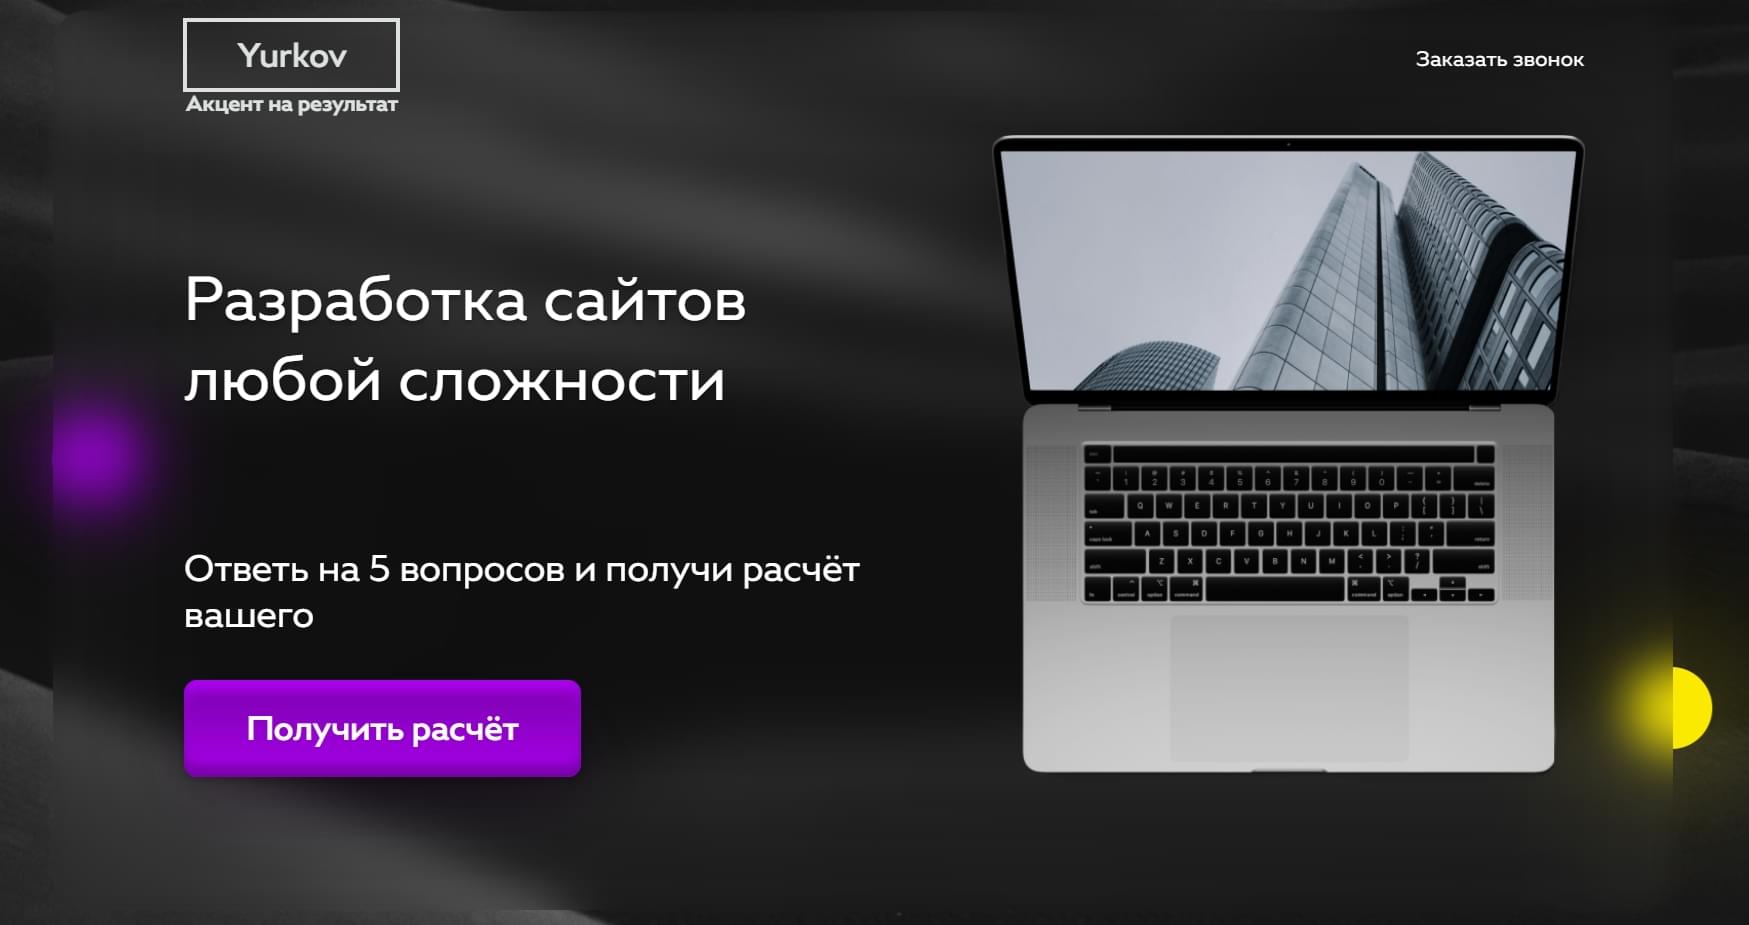 Yurkov
Акцент на результат
Заказать звонок
Разработка сайтов
любой сложности
Ответь на 5 вопросов и получи расчёт
вашего
Получить расчёт